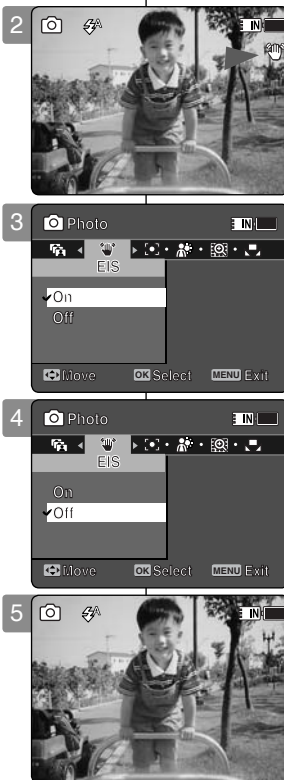 2
A
IN
3
Photo
IN
EIS
On
Off
Move OK Select MENU Exit
4
Photo
IN
EIS
On
Off
Move OK Select MENU Exit
5
A
IN